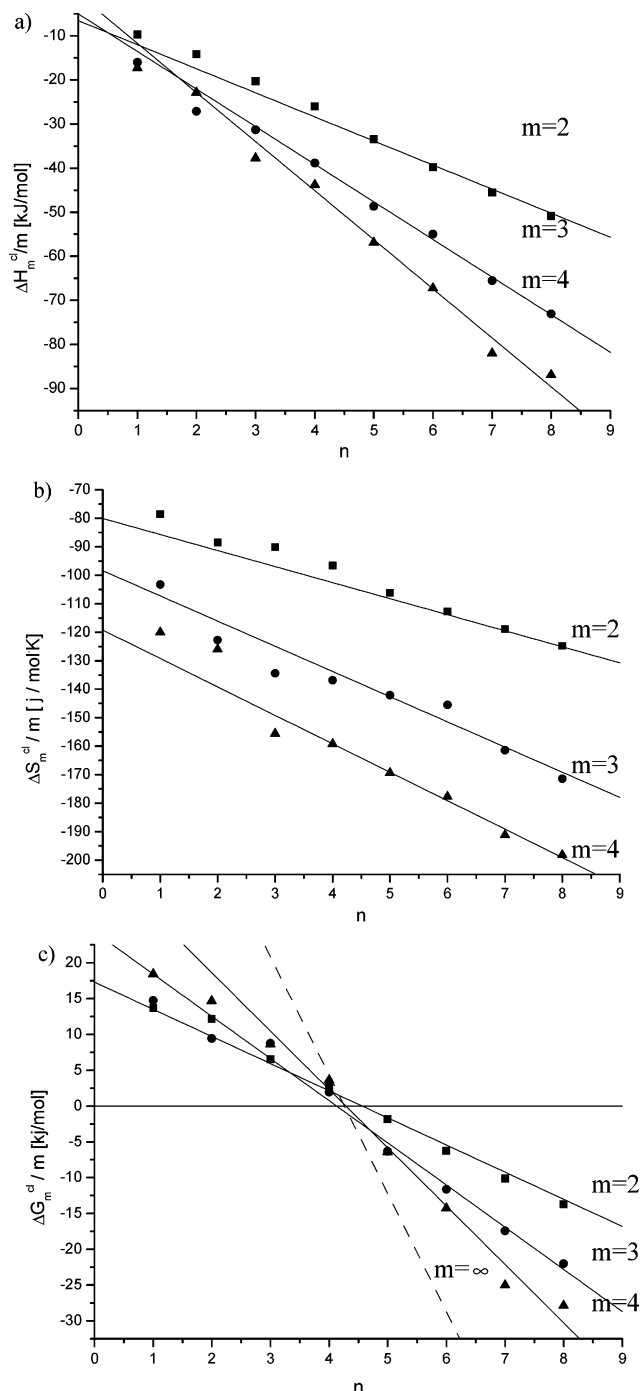 a)
-10
-20
-30
-40
-50
-60
-70
-80
-90
ΔH_m^cl/m [kJ/mol]
m=2
m=3
m=4
0 1 2 3 4 5 6 7 8 9
n
b)
-70
-80
-90
-100
-110
-120
-130
-140
-150
-160
-170
-180
-190
-200
ΔS_m^cl / m [ j / mol·K]
m=2
m=3
m=4
0 1 2 3 4 5 6 7 8 9
n
c)
20
15
10
5
0
-5
-10
-15
-20
-25
-30
ΔG_m^cl / m [kj/mol]
m=2
m=3
m=∞
m=4
0 1 2 3 4 5 6 7 8 9
n